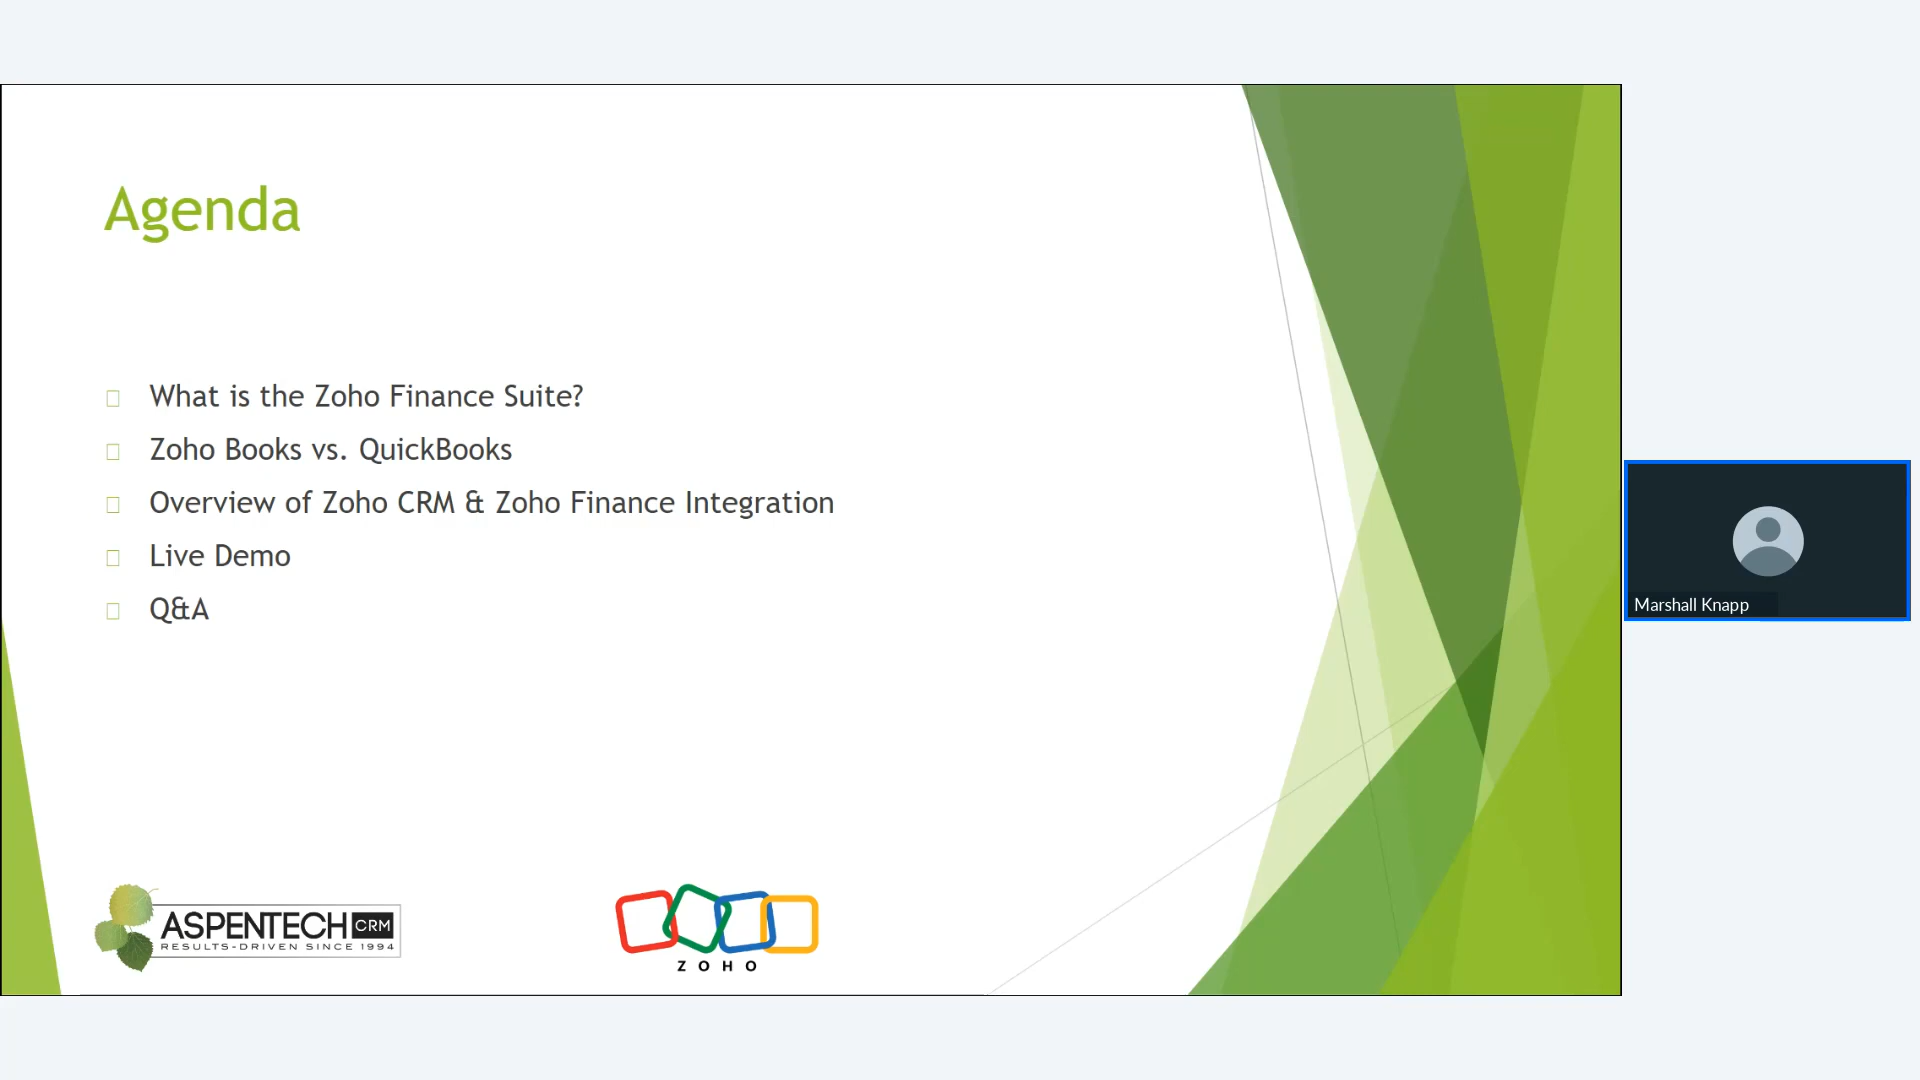 Agenda
What is the Zoho Finance Suite?
Zoho Books vs. QuickBooks
Overview of Zoho CRM & Zoho Finance Integration
Live Demo
Q&A
Marshall Knapp
ASPENTECH CRM
RESULTS-DRIVEN SINCE 1994
ZOHO